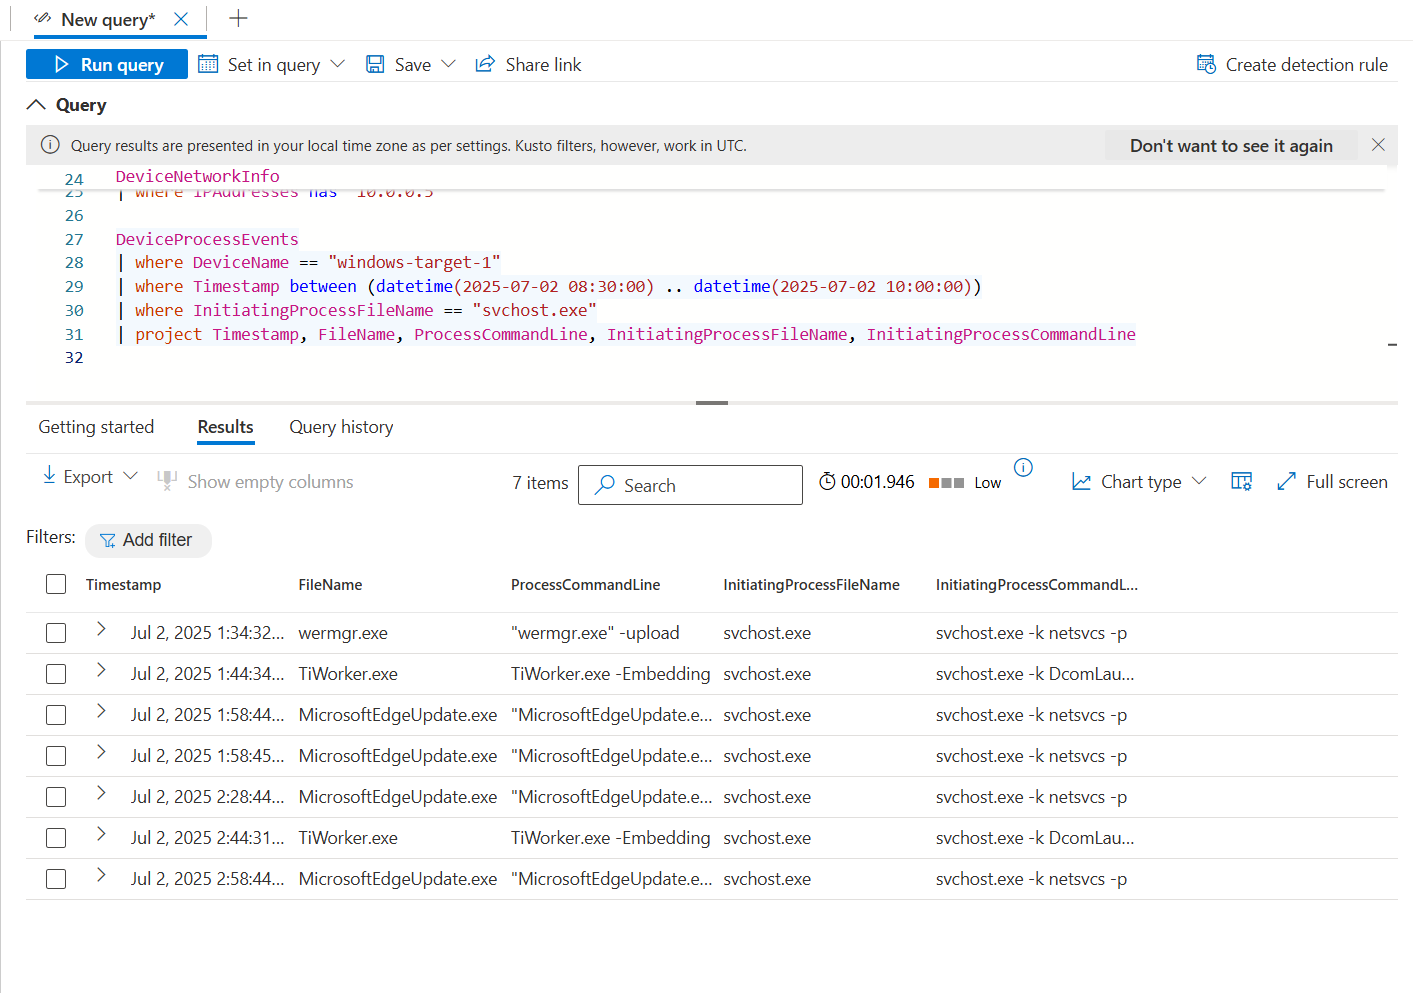 New query*
Run query Set in query Save Share link Create detection rule
Query
Query results are presented in your local time zone as per settings. Kusto filters, however, work in UTC. Don't want to see it again
24 DeviceNetworkInfo
25 | where IPAddresses has "10.0.0.5"
26
27 DeviceProcessEvents
28 | where DeviceName == "windows-target-1"
29 | where Timestamp between (datetime(2025-07-02 08:30:00) .. datetime(2025-07-02 10:00:00))
30 | where InitiatingProcessFileName == "svchost.exe"
31 | project Timestamp, FileName, ProcessCommandLine, InitiatingProcessFileName, InitiatingProcessCommandLine
32
Getting started Results Query history
Export Show empty columns 7 items Search 00:01.946 Low Chart type Full screen
Filters: Add filter
Timestamp FileName ProcessCommandLine InitiatingProcessFileName InitiatingProcessCommandL...
Jul 2, 2025 1:34:32... wermgr.exe "wermgr.exe" -upload svchost.exe svchost.exe -k netsvcs -p
Jul 2, 2025 1:44:34... TiWorker.exe TiWorker.exe -Embedding svchost.exe svchost.exe -k DcomLau...
Jul 2, 2025 1:58:44... MicrosoftEdgeUpdate.exe "MicrosoftEdgeUpdate.e... svchost.exe svchost.exe -k netsvcs -p
Jul 2, 2025 1:58:45... MicrosoftEdgeUpdate.exe "MicrosoftEdgeUpdate.e... svchost.exe svchost.exe -k netsvcs -p
Jul 2, 2025 2:28:44... MicrosoftEdgeUpdate.exe "MicrosoftEdgeUpdate.e... svchost.exe svchost.exe -k netsvcs -p
Jul 2, 2025 2:44:31... TiWorker.exe TiWorker.exe -Embedding svchost.exe svchost.exe -k DcomLau...
Jul 2, 2025 2:58:44... MicrosoftEdgeUpdate.exe "MicrosoftEdgeUpdate.e... svchost.exe svchost.exe -k netsvcs -p